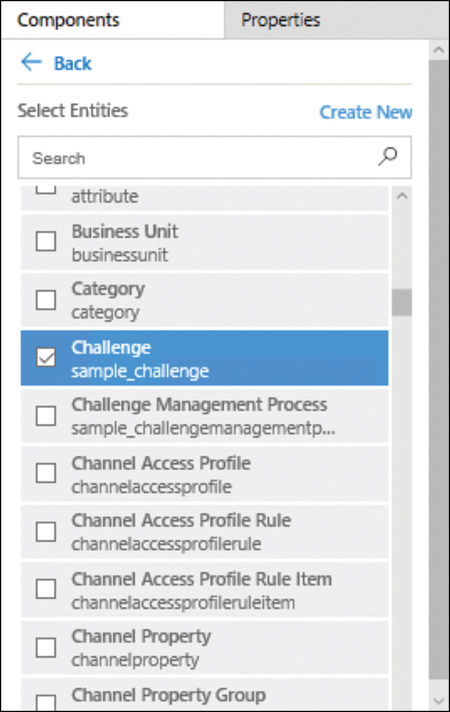 Components
Properties
Back
Select Entities
Create New
Search
attribute
Business Unit
businessunit
Category
category
Challenge
sample_challenge
Challenge Management Process
sample_challengemanagementp...
Channel Access Profile
channelaccessprofile
Channel Access Profile Rule
channelaccessprofilerule
Channel Access Profile Rule Item
channelaccessprofileruleitem
Channel Property
channelproperty
Channel Property Group